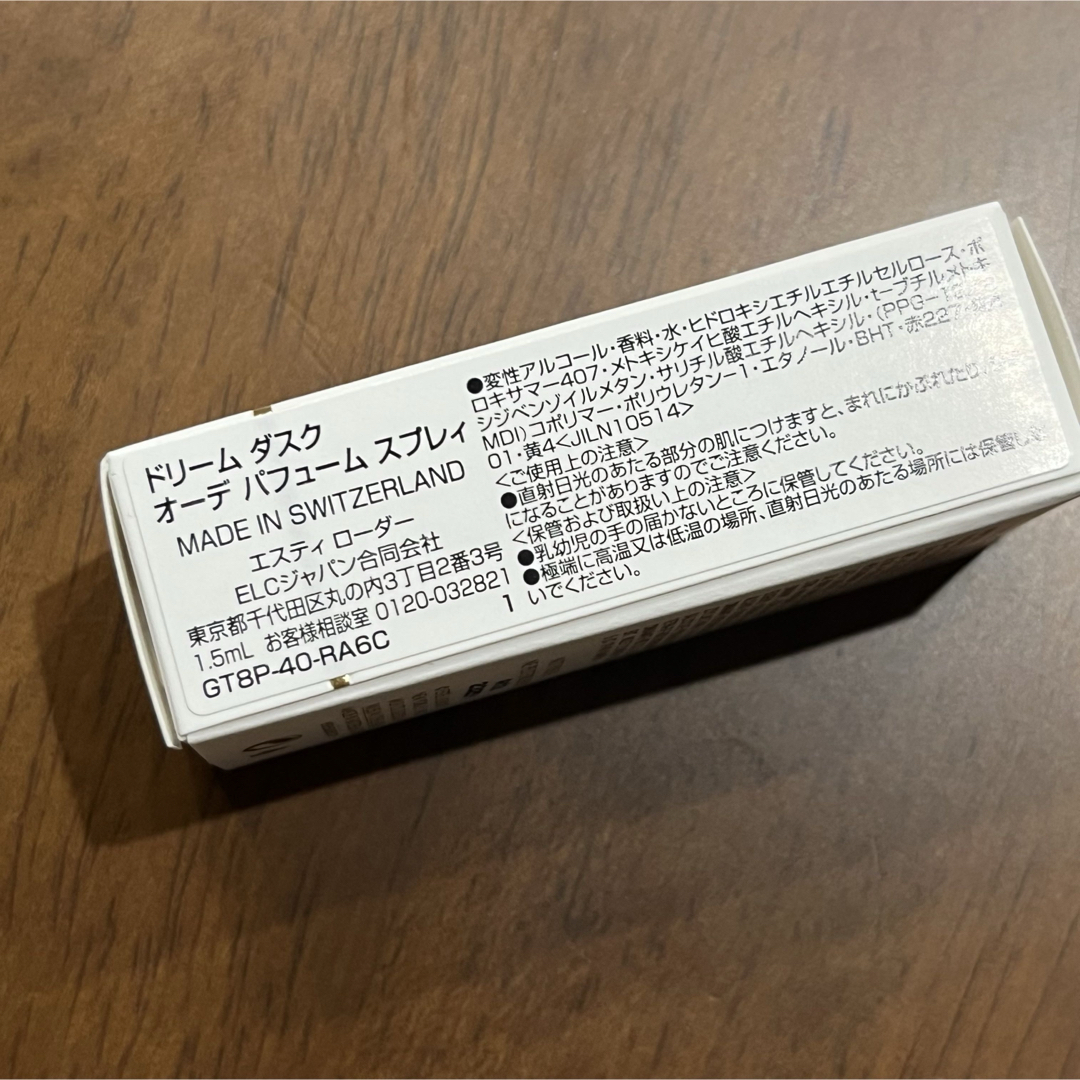 ドリーム ダスク
オーデ パフューム スプレィ
MADE IN SWITZERLAND
エスティ ローダー
ELCジャパン合同会社
東京都千代田区丸の内3丁目2番3号
1.5mL お客様相談室 0120-032821
GT8P-40-RA6C
1
●変性アルコール・香料・水・ヒドロキシエチルエチルセルロース・ポ
ロキサマー407・メトキシケイヒ酸エチルヘキシル・t-ブチルメトキ
シジベンゾイルメタン・サリチル酸エチルヘキシル・(PPG-
MDI)コポリマー・ポリウレタン-1・エタノール・BHT・赤227
01・黄4<JILN10514>
<ご使用上の注意>
●直射日光のあたる部分の肌につけますと、まれにかぶれたり
になることがありますのでご注意ください。
<保管および取扱い上の注意>
●乳幼児の手の届かないところに保管してください。
●極端に高温又は低温の場所、直射日光のあたる場所には保管し
いでください。